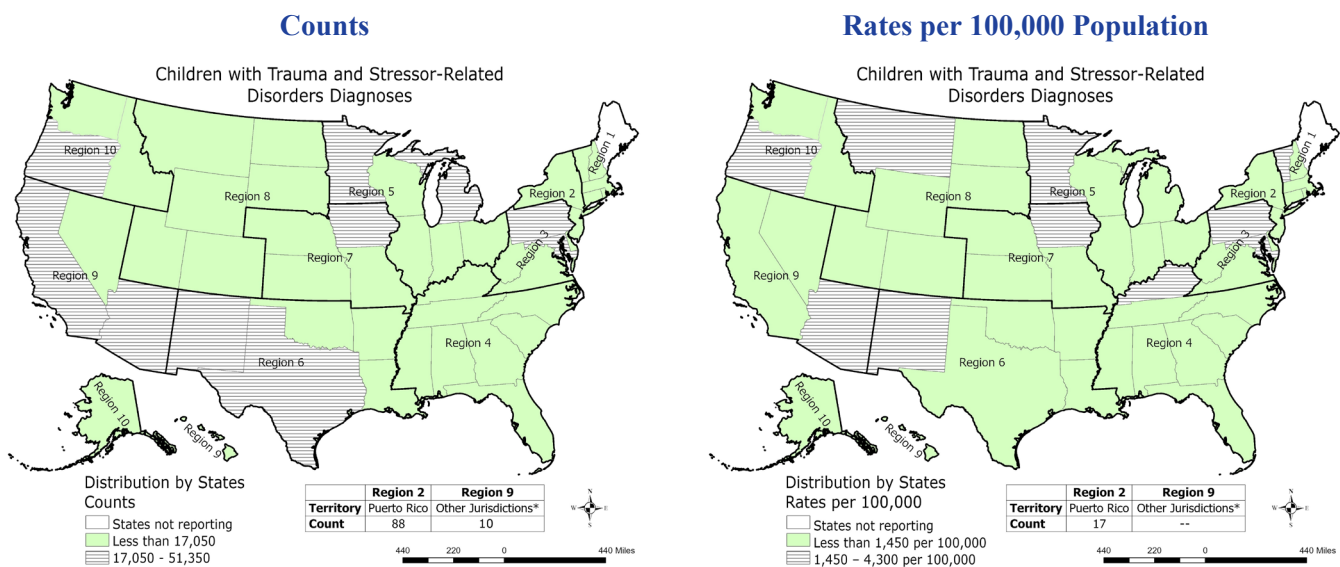 Counts
Children with Trauma and Stressor-Related
Disorders Diagnoses
Region 10
Region 8
Region 5
Region 2
Region 1
Region 3
Region 7
Region 9
Region 6
Region 4
Region 10
Region 9
Distribution by States
Counts
States not reporting
Less than 17,050
17,050 - 51,350
Region 2 Region 9
Territory Puerto Rico Other Jurisdictions*
Count 88 10
N
W E
S
440 220 0 440 Miles
Rates per 100,000 Population
Children with Trauma and Stressor-Related
Disorders Diagnoses
Region 10
Region 8
Region 5
Region 2
Region 1
Region 3
Region 7
Region 9
Region 6
Region 4
Region 10
Region 9
Distribution by States
Rates per 100,000
States not reporting
Less than 1,450 per 100,000
1,450 – 4,300 per 100,000
Region 2 Region 9
Territory Puerto Rico Other Jurisdictions*
Count 17 --
N
W E
S
440 220 0 440 Miles